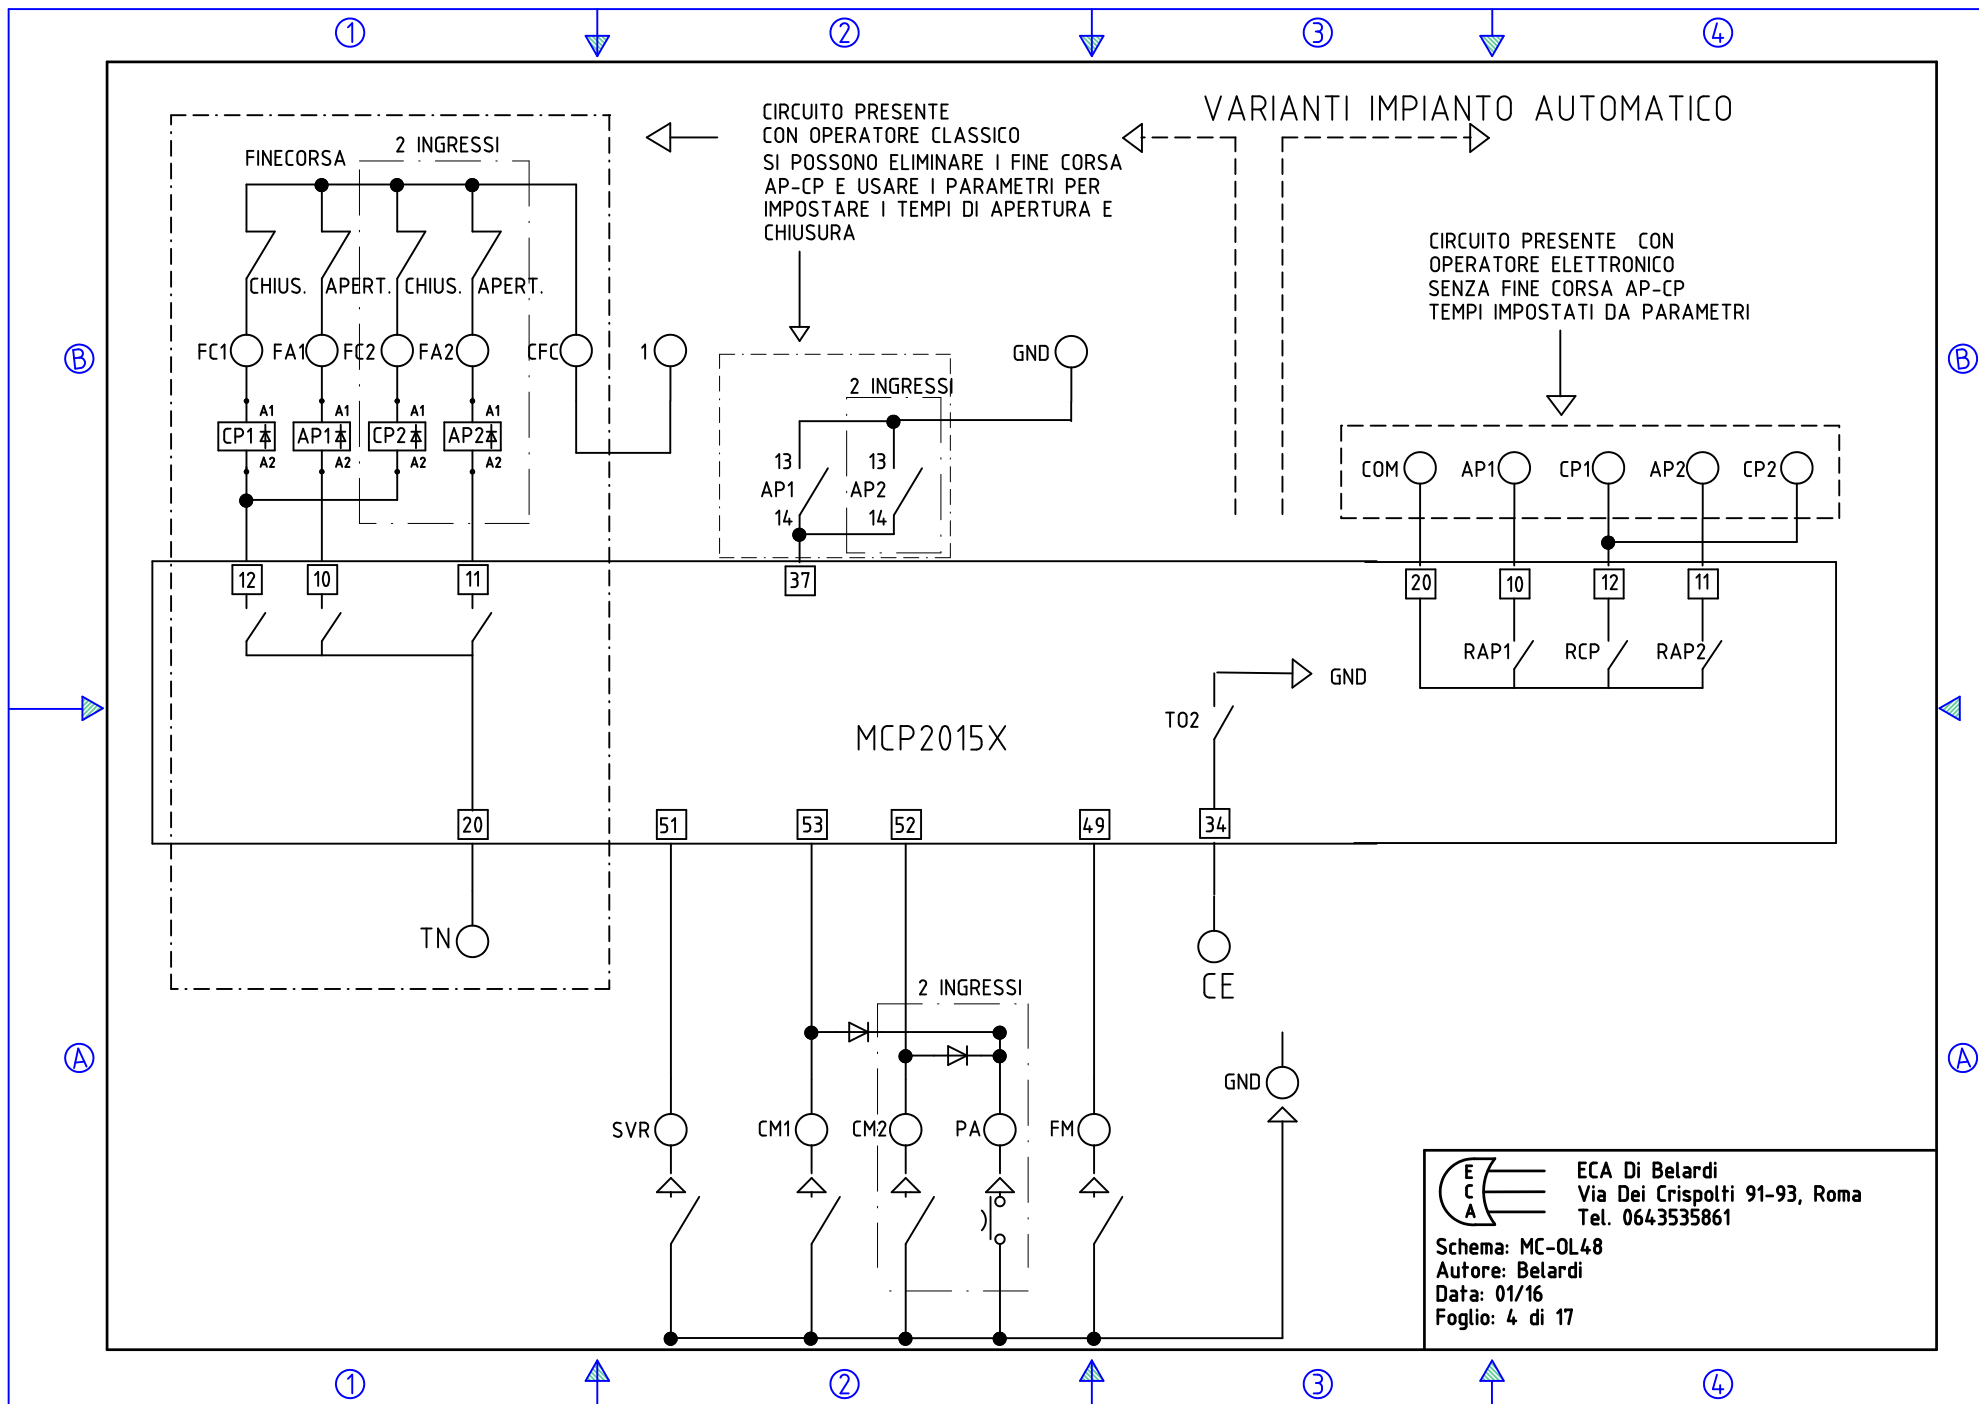 1 2 3 4
VARIANTI IMPIANTO AUTOMATICO
CIRCUITO PRESENTE
CON OPERATORE CLASSICO
SI POSSONO ELIMINARE I FINE CORSA
AP-CP E USARE I PARAMETRI PER
IMPOSTARE I TEMPI DI APERTURA E
CHIUSURA
FINECORSA
2 INGRESSI
CIRCUITO PRESENTE CON
OPERATORE ELETTRONICO
SENZA FINE CORSA AP-CP
TEMPI IMPOSTATI DA PARAMETRI
CHIUS. APERT. CHIUS. APERT.
B
FC1 FA1 FC2 FA2 CFC 1
GND
B
2 INGRESSI
A1 A1 A1 A1
CP1 AP1 CP2 AP2
A2 A2 A2 A2
13 13
AP1 AP2
14 14
COM AP1 CP1 AP2 CP2
12 10 11 37 20 10 12 11
RAP1 RCP RAP2
GND
TO2
MCP2015X
20 51 53 52 49 34
TN
CE
2 INGRESSI
A
A
GND
SVR CM1 CM2 PA FM
E
C
A
ECA Di Belardi
Via Dei Crispolti 91-93, Roma
Tel. 0643535861
Schema: MC-OL48
Autore: Belardi
Data: 01/16
Foglio: 4 di 17
1 2 3 4